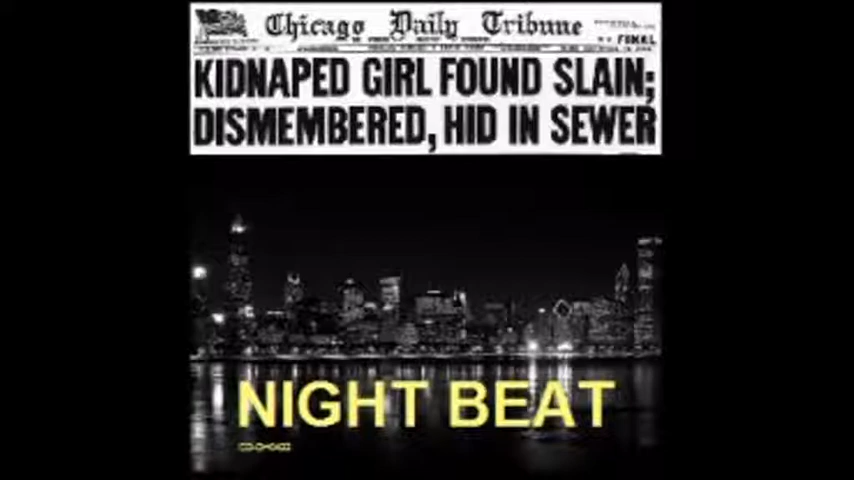 Chicago Daily Tribune
FINAL
KIDNAPED GIRL FOUND SLAIN;
DISMEMBERED, HID IN SEWER
NIGHT BEAT